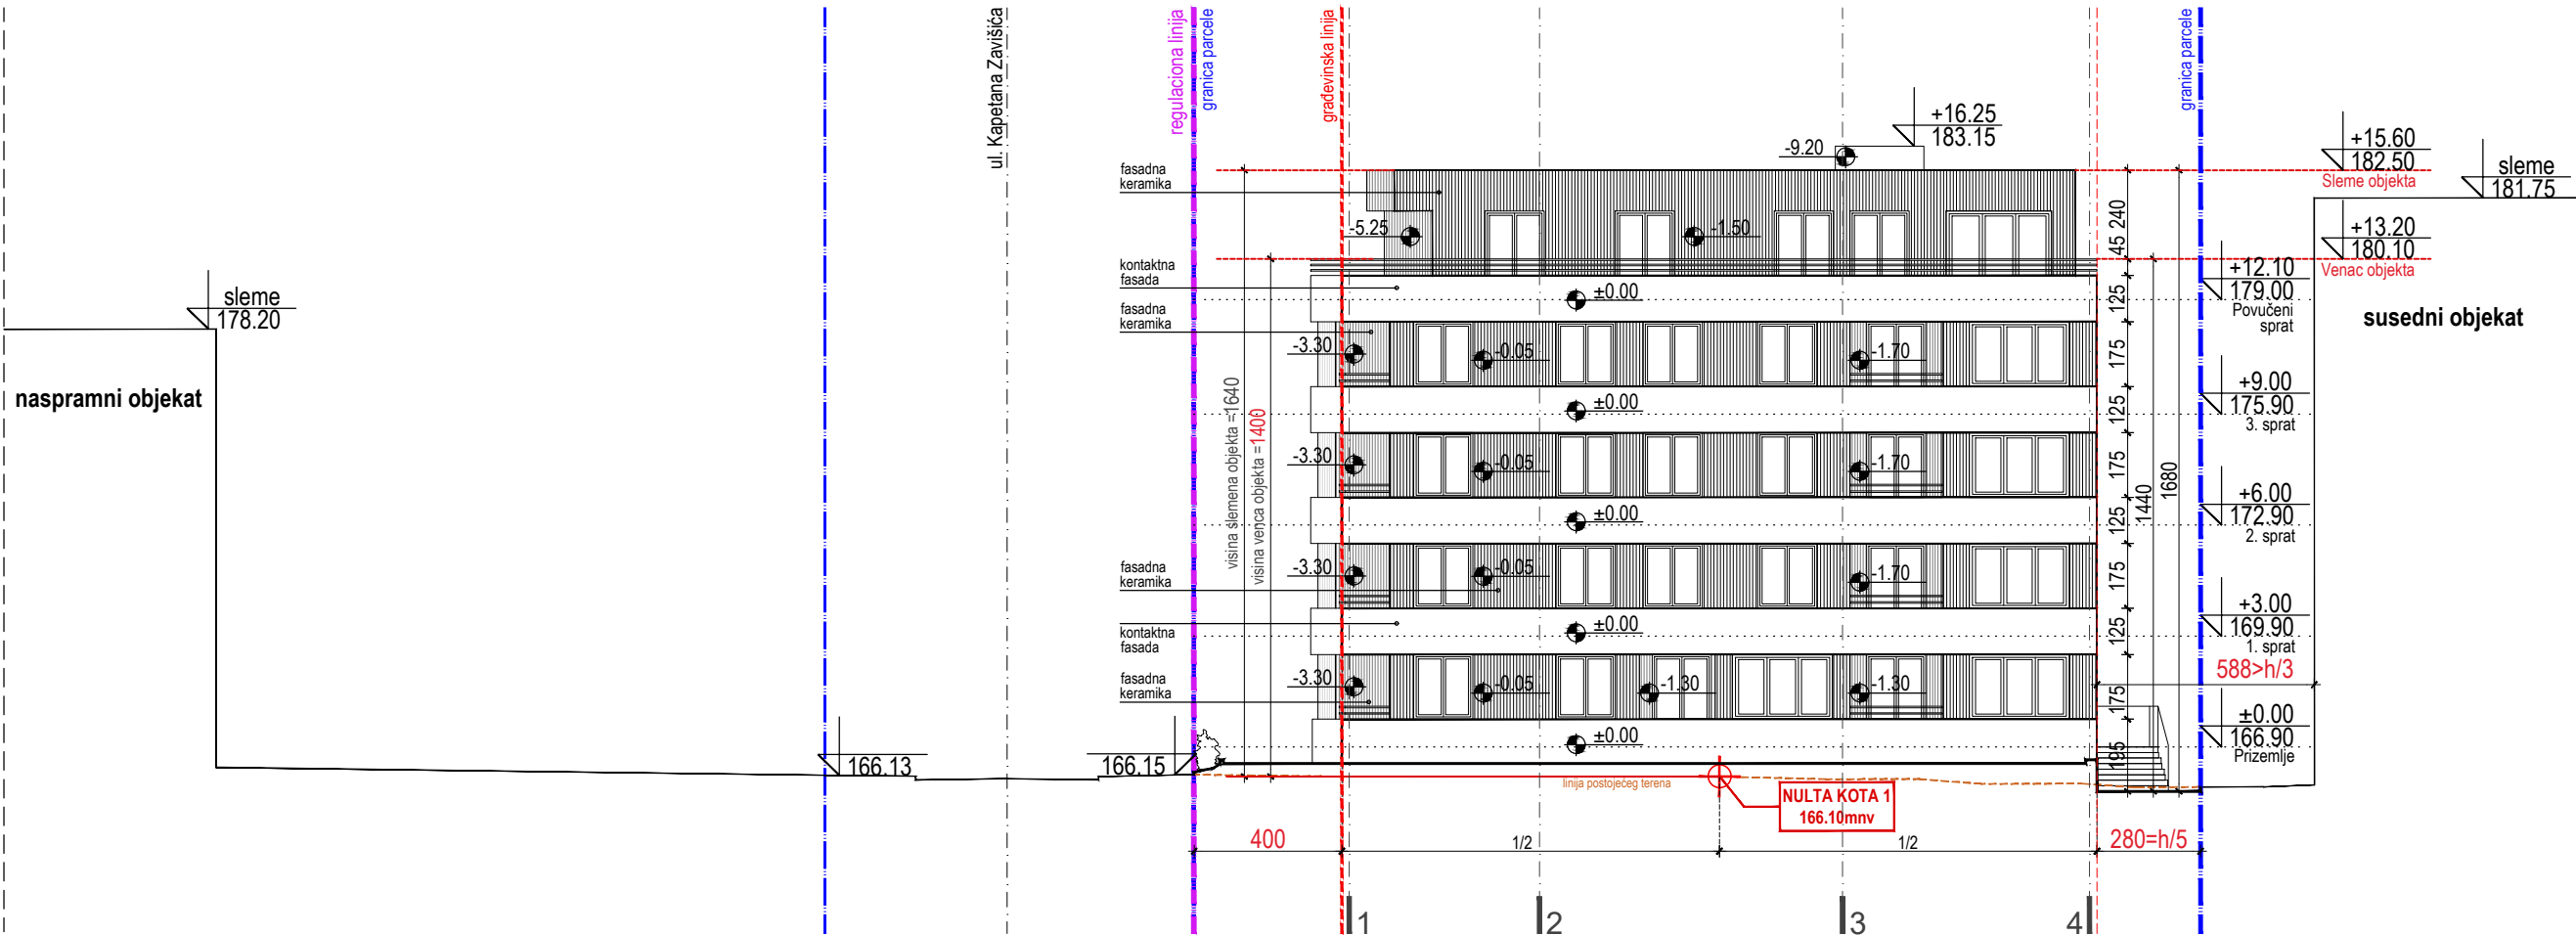 ul. Kapetana Zavišića
regulaciona linija
granica parcele
građevinska linija
granica parcele
+16.25
183.15
-9.20
+15.60
182.50
Sleme objekta
sleme
181.75
+13.20
180.10
Venac objekta
fasadna
keramika
-5.25
-1.50
kontaktna
fasada
fasadna
keramika
±0.00
+12.10
179.00
Povučeni
sprat
susedni objekat
sleme
178.20
naspramni objekat
-3.30
-0.05
-1.70
±0.00
+9.00
175.90
3. sprat
visina slemena objekta =1640
visina venca objekta =1400
-3.30
-0.05
-1.70
±0.00
+6.00
172.90
2. sprat
fasadna
keramika
-3.30
-0.05
-1.70
±0.00
+3.00
169.90
1. sprat
kontaktna
fasada
fasadna
keramika
-3.30
-0.05
-1.30
-1.30
588>h/3
±0.00
±0.00
166.90
Prizemlje
240
45
125
175
125
175
125
175
125
175
195
1440
1680
166.13
166.15
linija postojećeg terena
NULTA KOTA 1
166.10mnv
400
1/2
1/2
280=h/5
1
2
3
4